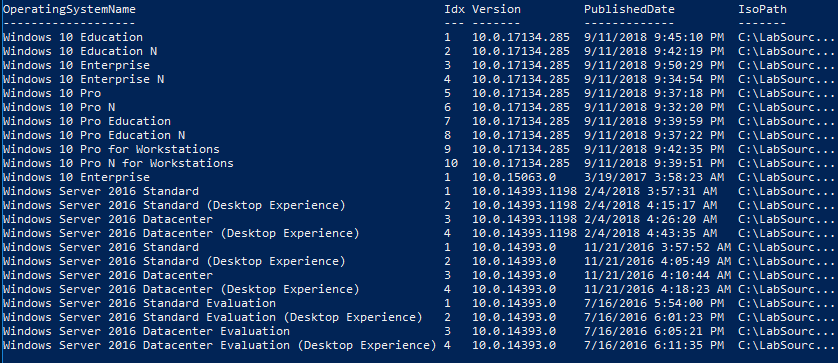 OperatingSystemName Idx Version PublishedDate IsoPath
------------------- --- ------- ------------- -------
Windows 10 Education 1 10.0.17134.285 9/11/2018 9:45:10 PM C:\LabSourc...
Windows 10 Education N 2 10.0.17134.285 9/11/2018 9:42:19 PM C:\LabSourc...
Windows 10 Enterprise 3 10.0.17134.285 9/11/2018 9:50:29 PM C:\LabSourc...
Windows 10 Enterprise N 4 10.0.17134.285 9/11/2018 9:34:54 PM C:\LabSourc...
Windows 10 Pro 5 10.0.17134.285 9/11/2018 9:37:18 PM C:\LabSourc...
Windows 10 Pro N 6 10.0.17134.285 9/11/2018 9:32:20 PM C:\LabSourc...
Windows 10 Pro Education 7 10.0.17134.285 9/11/2018 9:39:59 PM C:\LabSourc...
Windows 10 Pro Education N 8 10.0.17134.285 9/11/2018 9:37:22 PM C:\LabSourc...
Windows 10 Pro for Workstations 9 10.0.17134.285 9/11/2018 9:42:35 PM C:\LabSourc...
Windows 10 Pro N for Workstations 10 10.0.17134.285 9/11/2018 9:39:51 PM C:\LabSourc...
Windows 10 Enterprise 1 10.0.15063.0 3/19/2017 3:58:23 AM C:\LabSourc...
Windows Server 2016 Standard 1 10.0.14393.1198 2/4/2018 3:57:31 AM C:\LabSourc...
Windows Server 2016 Standard (Desktop Experience) 2 10.0.14393.1198 2/4/2018 4:15:17 AM C:\LabSourc...
Windows Server 2016 Datacenter 3 10.0.14393.1198 2/4/2018 4:26:20 AM C:\LabSourc...
Windows Server 2016 Datacenter (Desktop Experience) 4 10.0.14393.1198 2/4/2018 4:43:35 AM C:\LabSourc...
Windows Server 2016 Standard 1 10.0.14393.0 11/21/2016 3:57:52 AM C:\LabSourc...
Windows Server 2016 Standard (Desktop Experience) 2 10.0.14393.0 11/21/2016 4:05:49 AM C:\LabSourc...
Windows Server 2016 Datacenter 3 10.0.14393.0 11/21/2016 4:10:44 AM C:\LabSourc...
Windows Server 2016 Datacenter (Desktop Experience) 4 10.0.14393.0 11/21/2016 4:18:23 AM C:\LabSourc...
Windows Server 2016 Standard Evaluation 1 10.0.14393.0 7/16/2016 5:54:00 PM C:\LabSourc...
Windows Server 2016 Standard Evaluation (Desktop Experience) 2 10.0.14393.0 7/16/2016 6:01:23 PM C:\LabSourc...
Windows Server 2016 Datacenter Evaluation 3 10.0.14393.0 7/16/2016 6:05:21 PM C:\LabSourc...
Windows Server 2016 Datacenter Evaluation (Desktop Experience) 4 10.0.14393.0 7/16/2016 6:11:35 PM C:\LabSourc...